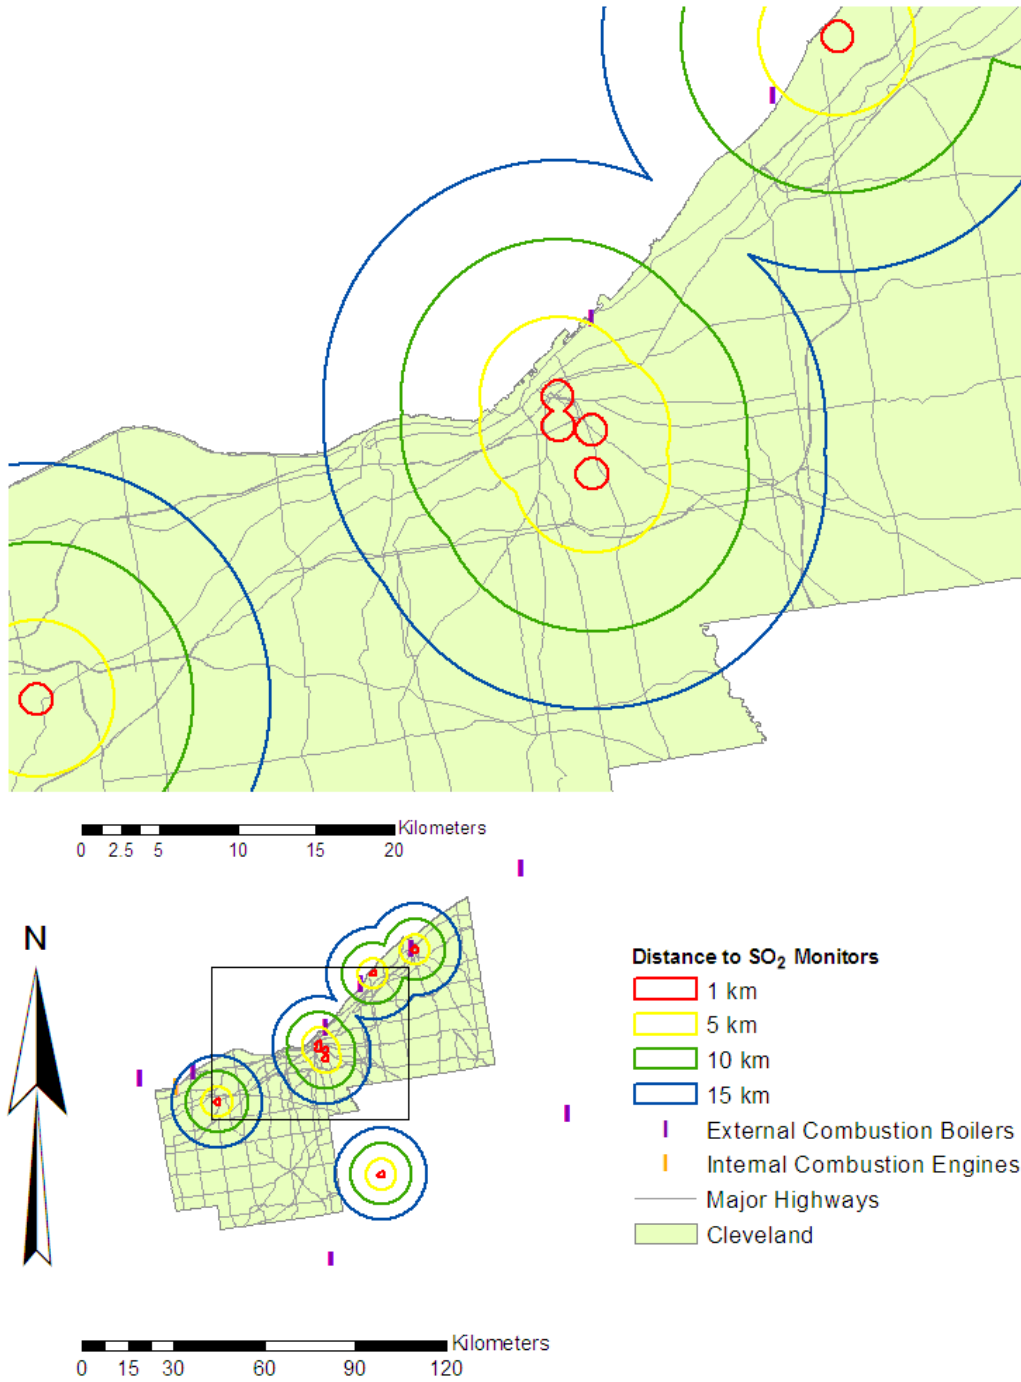 Kilometers
0 2.5 5 10 15 20
N
Distance to SO₂ Monitors
1 km
5 km
10 km
15 km
External Combustion Boilers
Internal Combustion Engines
Major Highways
Cleveland
Kilometers
0 15 30 60 90 120